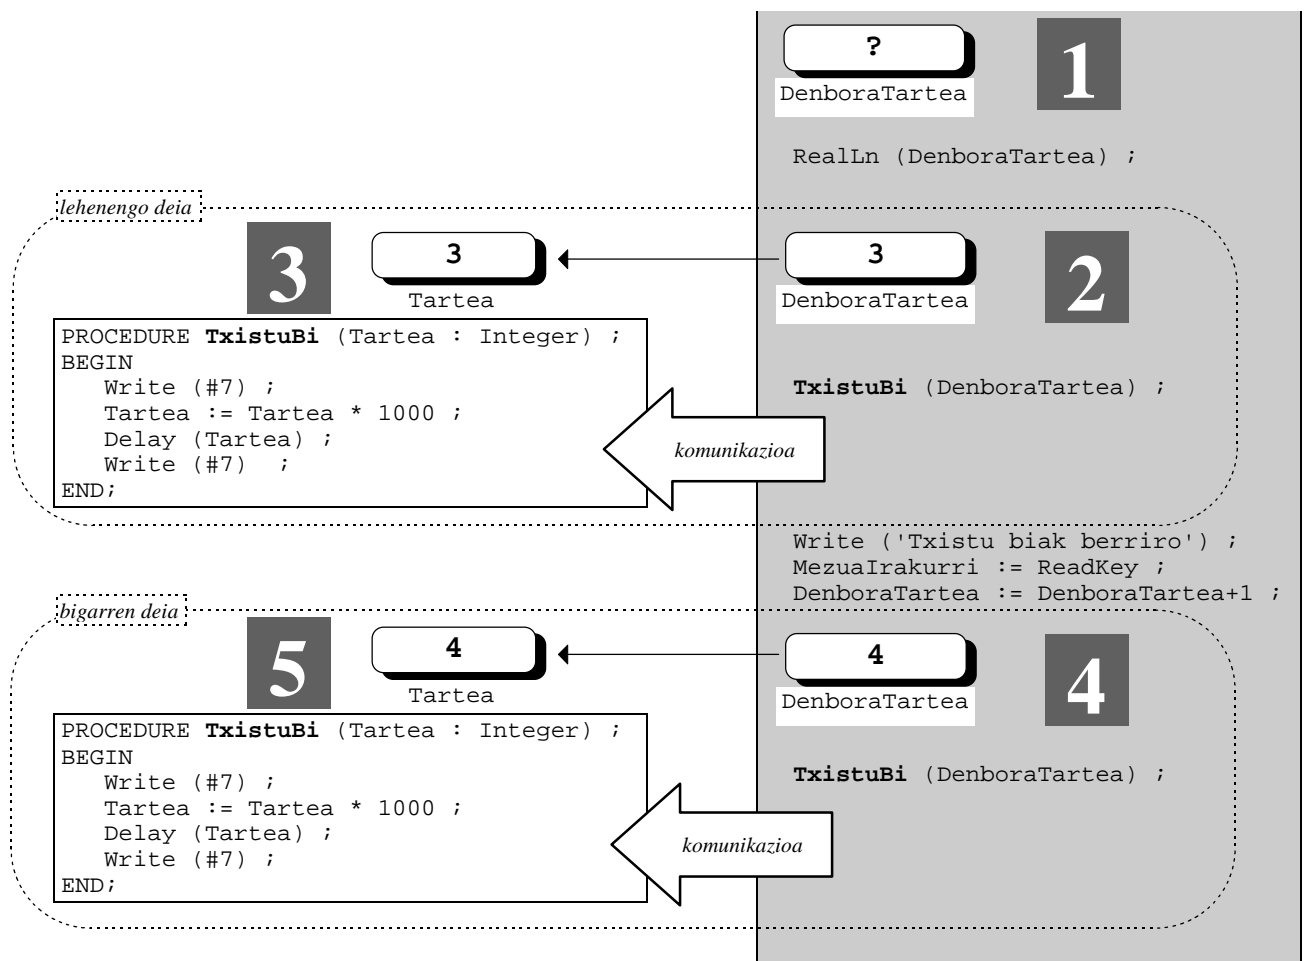 ?
1
DenboraTartea
RealLn (DenboraTartea) ;
lehenengo deia
3
3
Tartea
3
2
DenboraTartea
PROCEDURE TxistuBi (Tartea : Integer) ;
BEGIN
Write (#7) ;
Tartea := Tartea * 1000 ;
Delay (Tartea) ;
Write (#7)  ;
END;
TxistuBi (DenboraTartea) ;
komunikazioa
Write ('Txistu biak berriro') ;
MezuaIrakurri := ReadKey ;
DenboraTartea := DenboraTartea+1 ;
bigarren deia
5
4
Tartea
4
4
DenboraTartea
PROCEDURE TxistuBi (Tartea : Integer) ;
BEGIN
Write (#7) ;
Tartea := Tartea * 1000 ;
Delay (Tartea) ;
Write (#7) ;
END;
TxistuBi (DenboraTartea) ;
komunikazioa